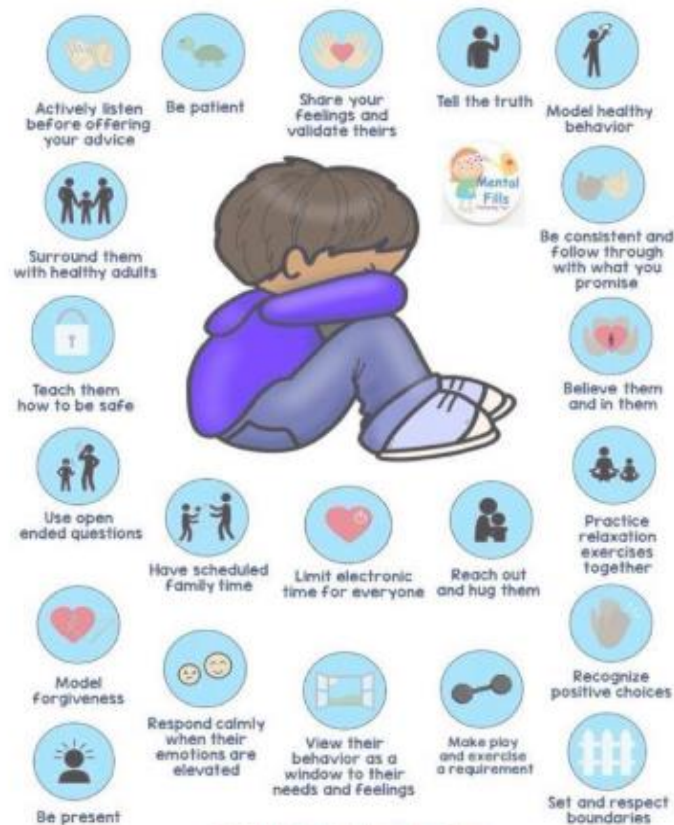 Actively listen
before offering
your advice
Be patient
Share your
feelings and
validate theirs
Tell the truth
Model healthy
behavior
Mental
Fills
Surround them
with healthy adults
Be consistent and
follow through
with what you
promise
Teach them
how to be safe
Believe them
and in them
Use open
ended questions
Have scheduled
family time
Limit electronic
time for everyone
Reach out
and hug them
Practice
relaxation
exercises
together
Model
forgiveness
Respond calmly
when their
emotions are
elevated
View their
behavior as a
window to their
needs and feelings
Make play
and exercise
a requirement
Recognize
positive choices
Be present
Set and respect
boundaries